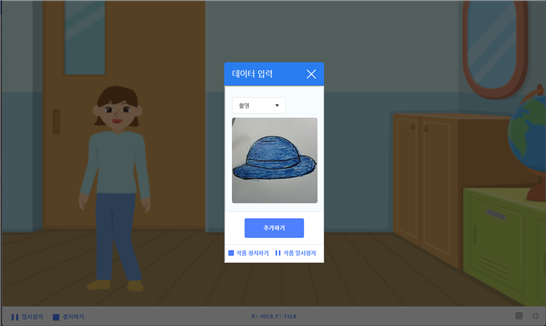 데이터 입력
촬영
추가하기
작품 정지하기 작품 일시정지
일시정지 정지하기